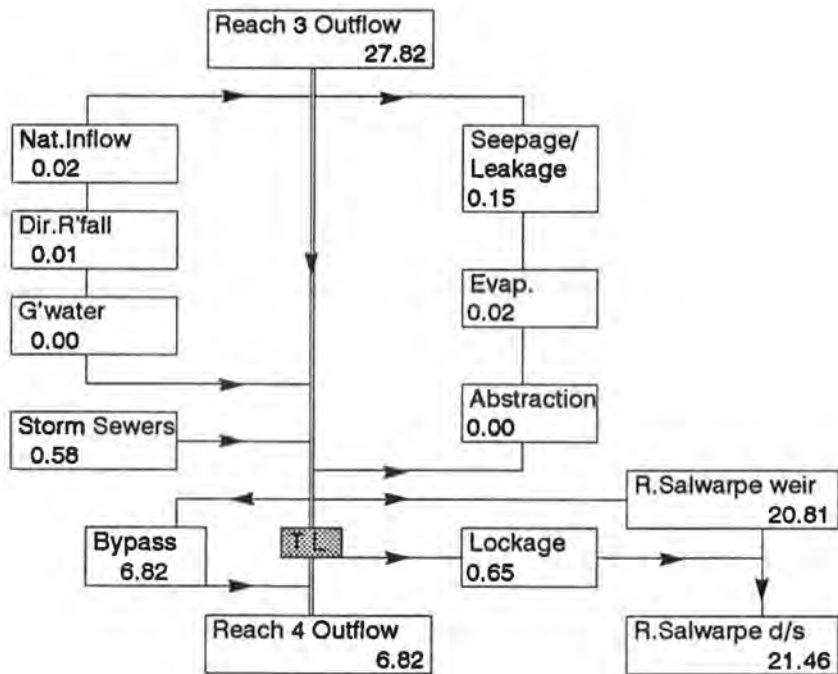 Reach 3 Outflow
27.82
Nat.Inflow
0.02
Seepage/
Leakage
0.15
Dir.R'fall
0.01
Evap.
0.02
G'water
0.00
Abstraction
0.00
Storm Sewers
0.58
R.Salwarpe weir
20.81
Bypass
6.82
T L
Lockage
0.65
Reach 4 Outflow
6.82
R.Salwarpe d/s
21.46